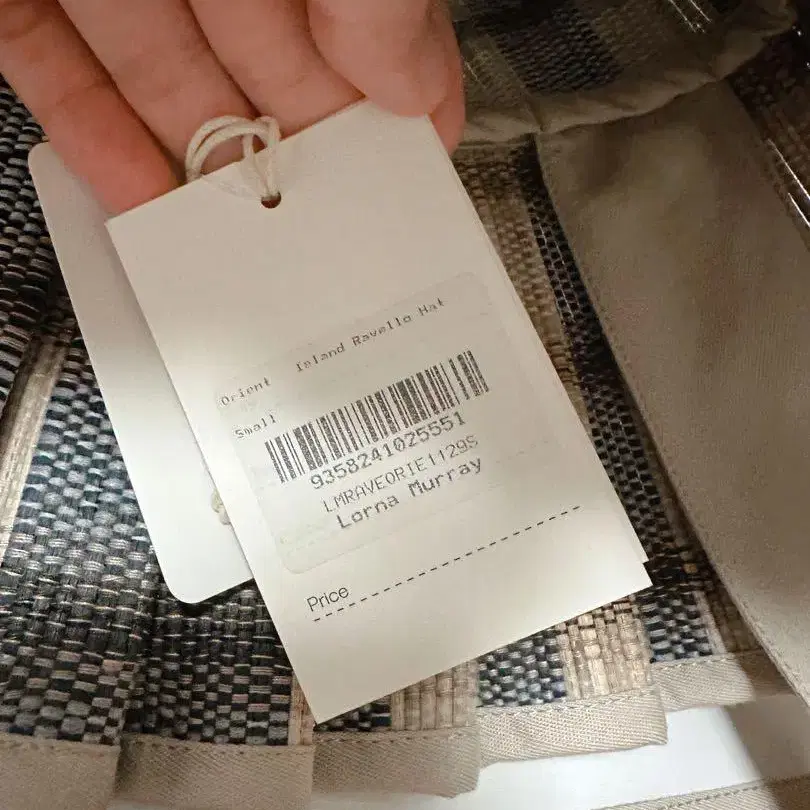 Orient Island Ravello Hat
Small
9358241025551
LMRAVEORIE1129S
Lorna Murray
Price